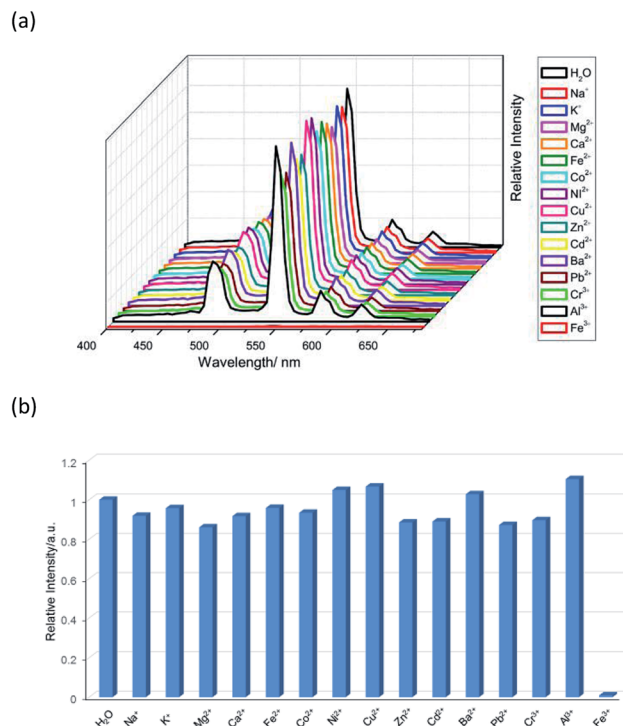 (a)
Relative Intensity
H₂O
Na⁺
K⁺
Mg²⁺
Ca²⁺
Fe²⁺
Co²⁺
NI²⁺
Cu²⁺
Zn²⁺
Cd²⁺
Ba²⁺
Pb²⁺
Cr³⁺
Al³⁺
Fe³⁺
400 450 500 550 600 650
Wavelength/ nm
(b)
Relative Intensity/a.u.
1.2
1
0.8
0.6
0.4
0.2
0
H₂O Na⁺ K⁺ Mg²⁺ Ca²⁺ Fe²⁺ Co²⁺ Ni²⁺ Cu²⁺ Zn²⁺ Cd²⁺ Ba²⁺ Pb²⁺ Cr³⁺ Al³⁺ Fe³⁺